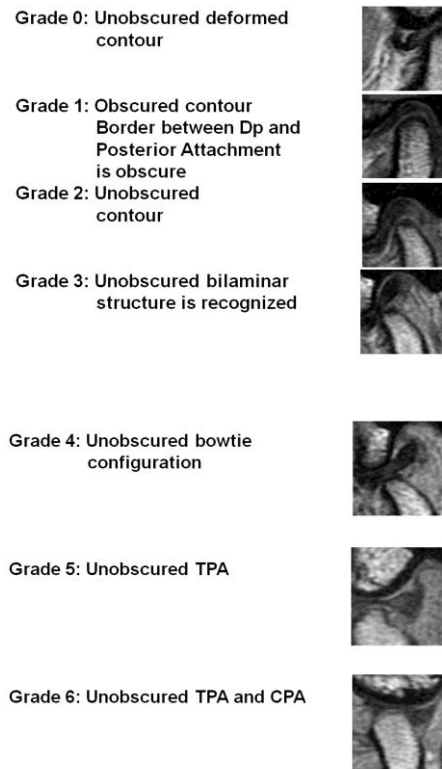 Grade 0: Unobscured deformed
contour
Grade 1: Obscured contour
Border between Dp and
Posterior Attachment
is obscure
Grade 2: Unobscured
contour
Grade 3: Unobscured bilaminar
structure is recognized
Grade 4: Unobscured bowtie
configuration
Grade 5: Unobscured TPA
Grade 6: Unobscured TPA and CPA